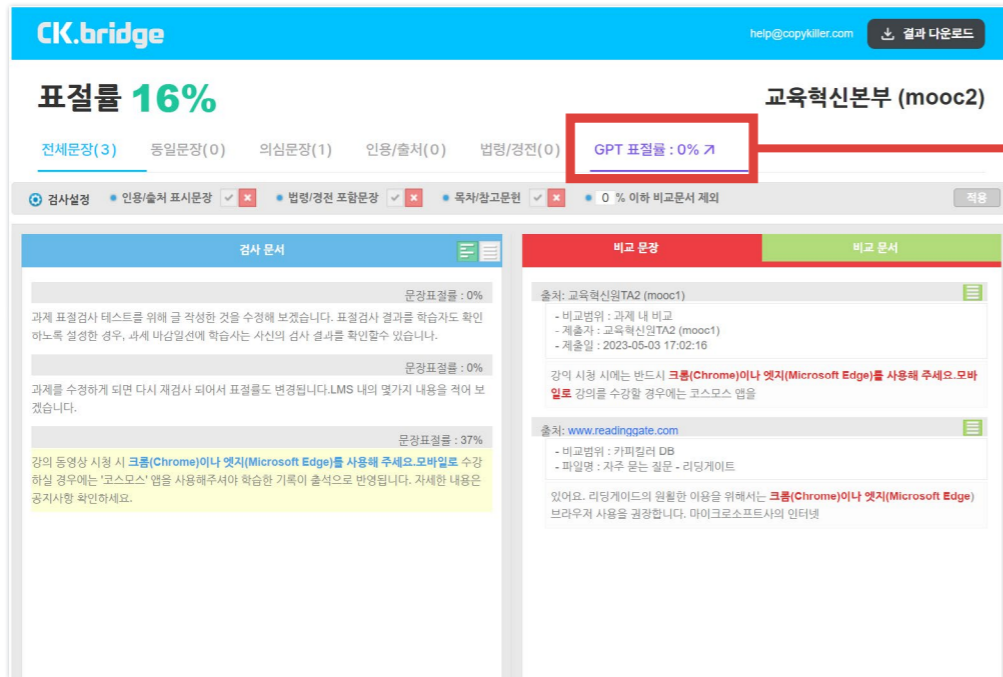 CK.bridge
help@copykiller.com
결과 다운로드
표절률 16%
교육혁신본부 (mooc2)
전세문장(3)
동일문장(0)
의심문장(1)
인용/출처(0)
법령/경전(0)
GPT 표절률 : 0%
검사설정
인용/출처 표시문장
법령/경전 포함문장
목차/참고문헌
0 % 이하 비교문서 제외
적용
검사 문서
비교 문장
비교 문서
문장표절률 : 0%
과제 표절검사 테스트를 위해 글 작성한 것을 수정해 보겠습니다. 표절검사 결과를 학습자도 확인
하도록 설정한 경우, 과제 마감일전에 학습자는 자신의 검사 결과를 확인할수 있습니다.
문장표절률 : 0%
과제를 수정하게 되면 다시 재검사 되어서 표절률도 변경됩니다.LMS 내의 몇가지 내용을 적어 보
겠습니다.
문장표절률 : 37%
강의 동영상 시청 시 크롬(Chrome)이나 엣지(Microsoft Edge)를 사용해 주세요.모바일로 수강
하실 경우에는 '코스모스' 앱을 사용해주셔야 학습한 기록이 출석으로 반영됩니다. 자세한 내용은
공지사항 확인하세요.
출처: 교육혁신원TA2 (mooc1)
- 비교범위 : 과제 내 비교
- 제출자 : 교육혁신원TA2 (mooc1)
- 제출일 : 2023-05-03 17:02:16
강의 시청 시에는 반드시 크롬(Chrome)이나 엣지(Microsoft Edge)를 사용해 주세요.모바
일로 강의를 수강할 경우에는 코스모스 앱을
출처: www.readinggate.com
- 비교범위 : 카피킬러 DB
- 파일명 : 자주 묻는 질문 - 리딩게이트
있어요. 리딩게이드의 원활한 이용을 위해서는 크롬(Chrome)이나 엣지(Microsoft Edge)
브라우저 사용을 권장합니다. 마이크로소프트사의 인터넷